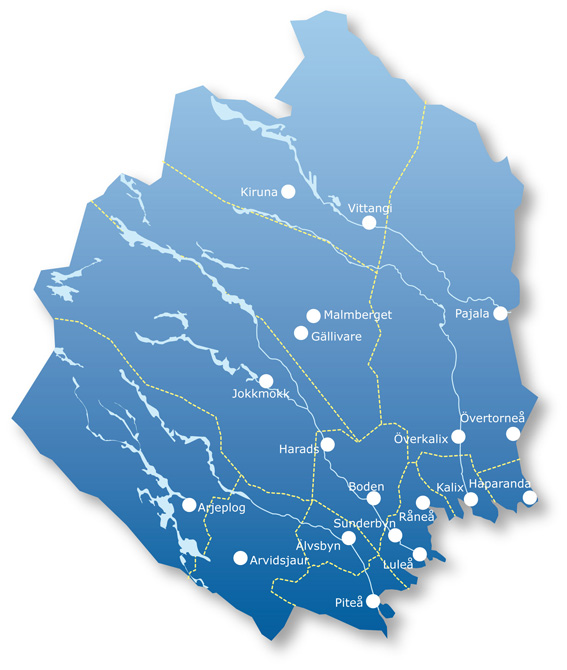 Kiruna
Vittangi
Malmberget
Pajala
Gällivare
Jokkmokk
Övertorneå
Överkalix
Harads
Haparanda
Boden
Kalix
Arjeplog
Råneå
Sunderbyn
Älvsbyn
Arvidsjaur
Luleå
Piteå